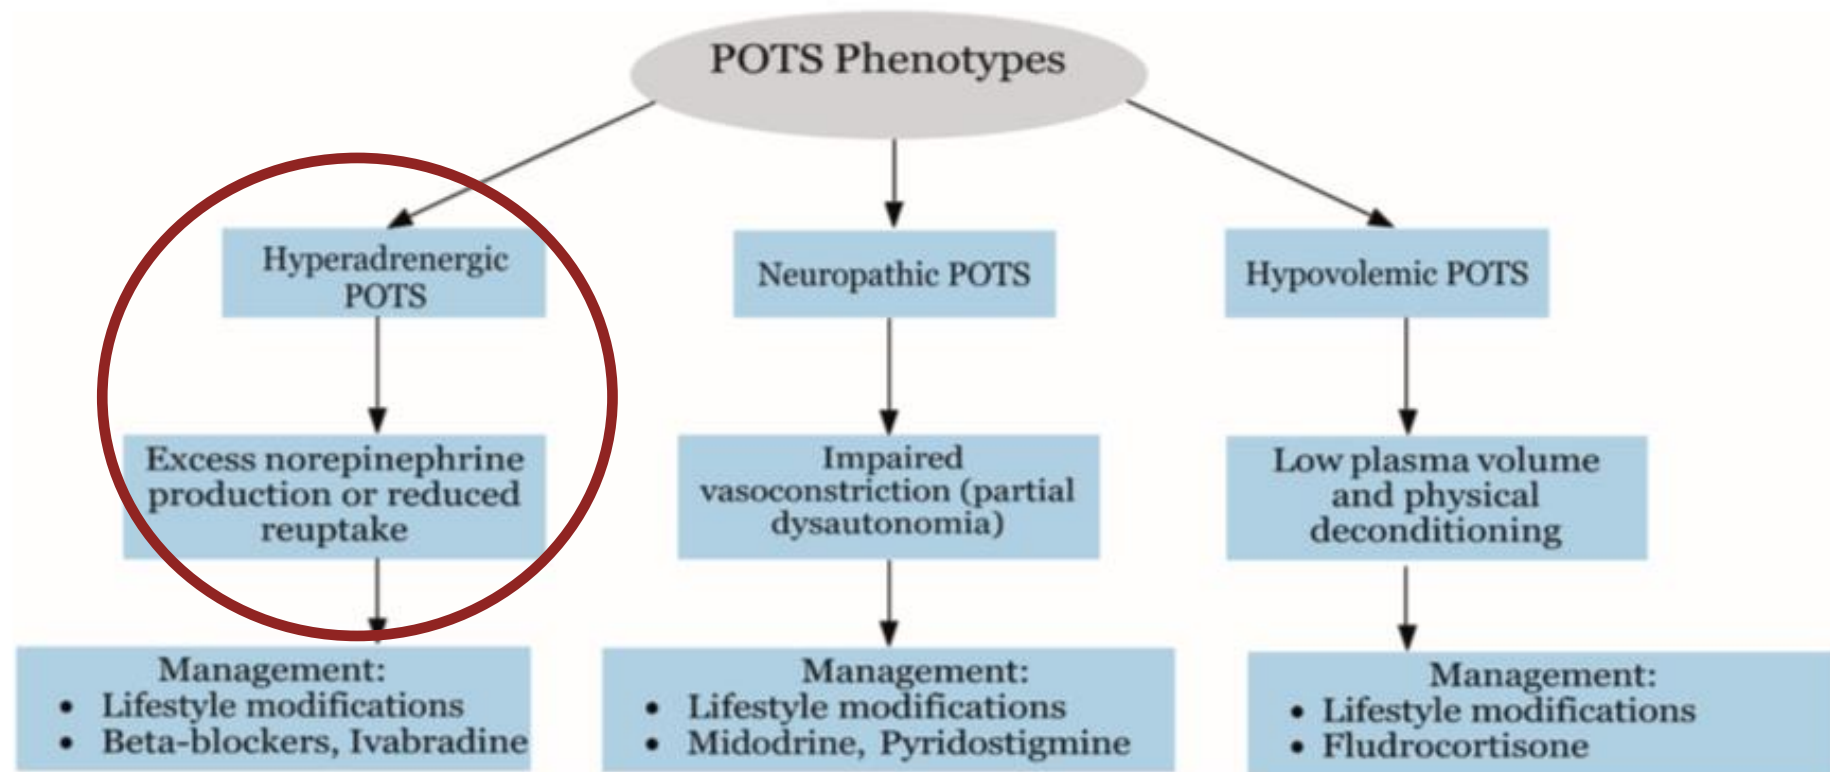 POTS Phenotypes
Hyperadrenergic
POTS
Neuropathic POTS
Hypovolemic POTS
Excess norepinephrine
production or reduced
reuptake
Impaired
vasoconstriction (partial
dysautonomia)
Low plasma volume
and physical
deconditioning
Management:
• Lifestyle modifications
• Beta-blockers, Ivabradine
Management:
• Lifestyle modifications
• Midodrine, Pyridostigmine
Management:
• Lifestyle modifications
• Fludrocortisone